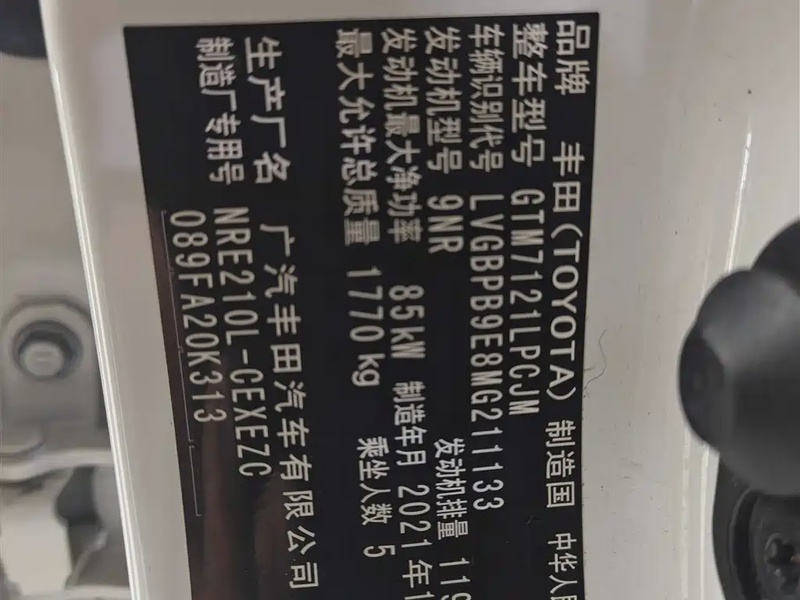 品牌 丰田(TOYOTA) 制造国 中华人民
整车型号 GTM7121LPCJM
车辆识别代号 LVGBPB9E8MG211133
发动机型号 9NR 发动机排量 119
发动机最大净功率 85kW 制造年月 2021年1
最大允许总质量 1770kg 乘坐人数 5
生产厂名 广汽丰田汽车有限公司
制造厂专用号 NRE210L-CEXEZC
089FA20K313